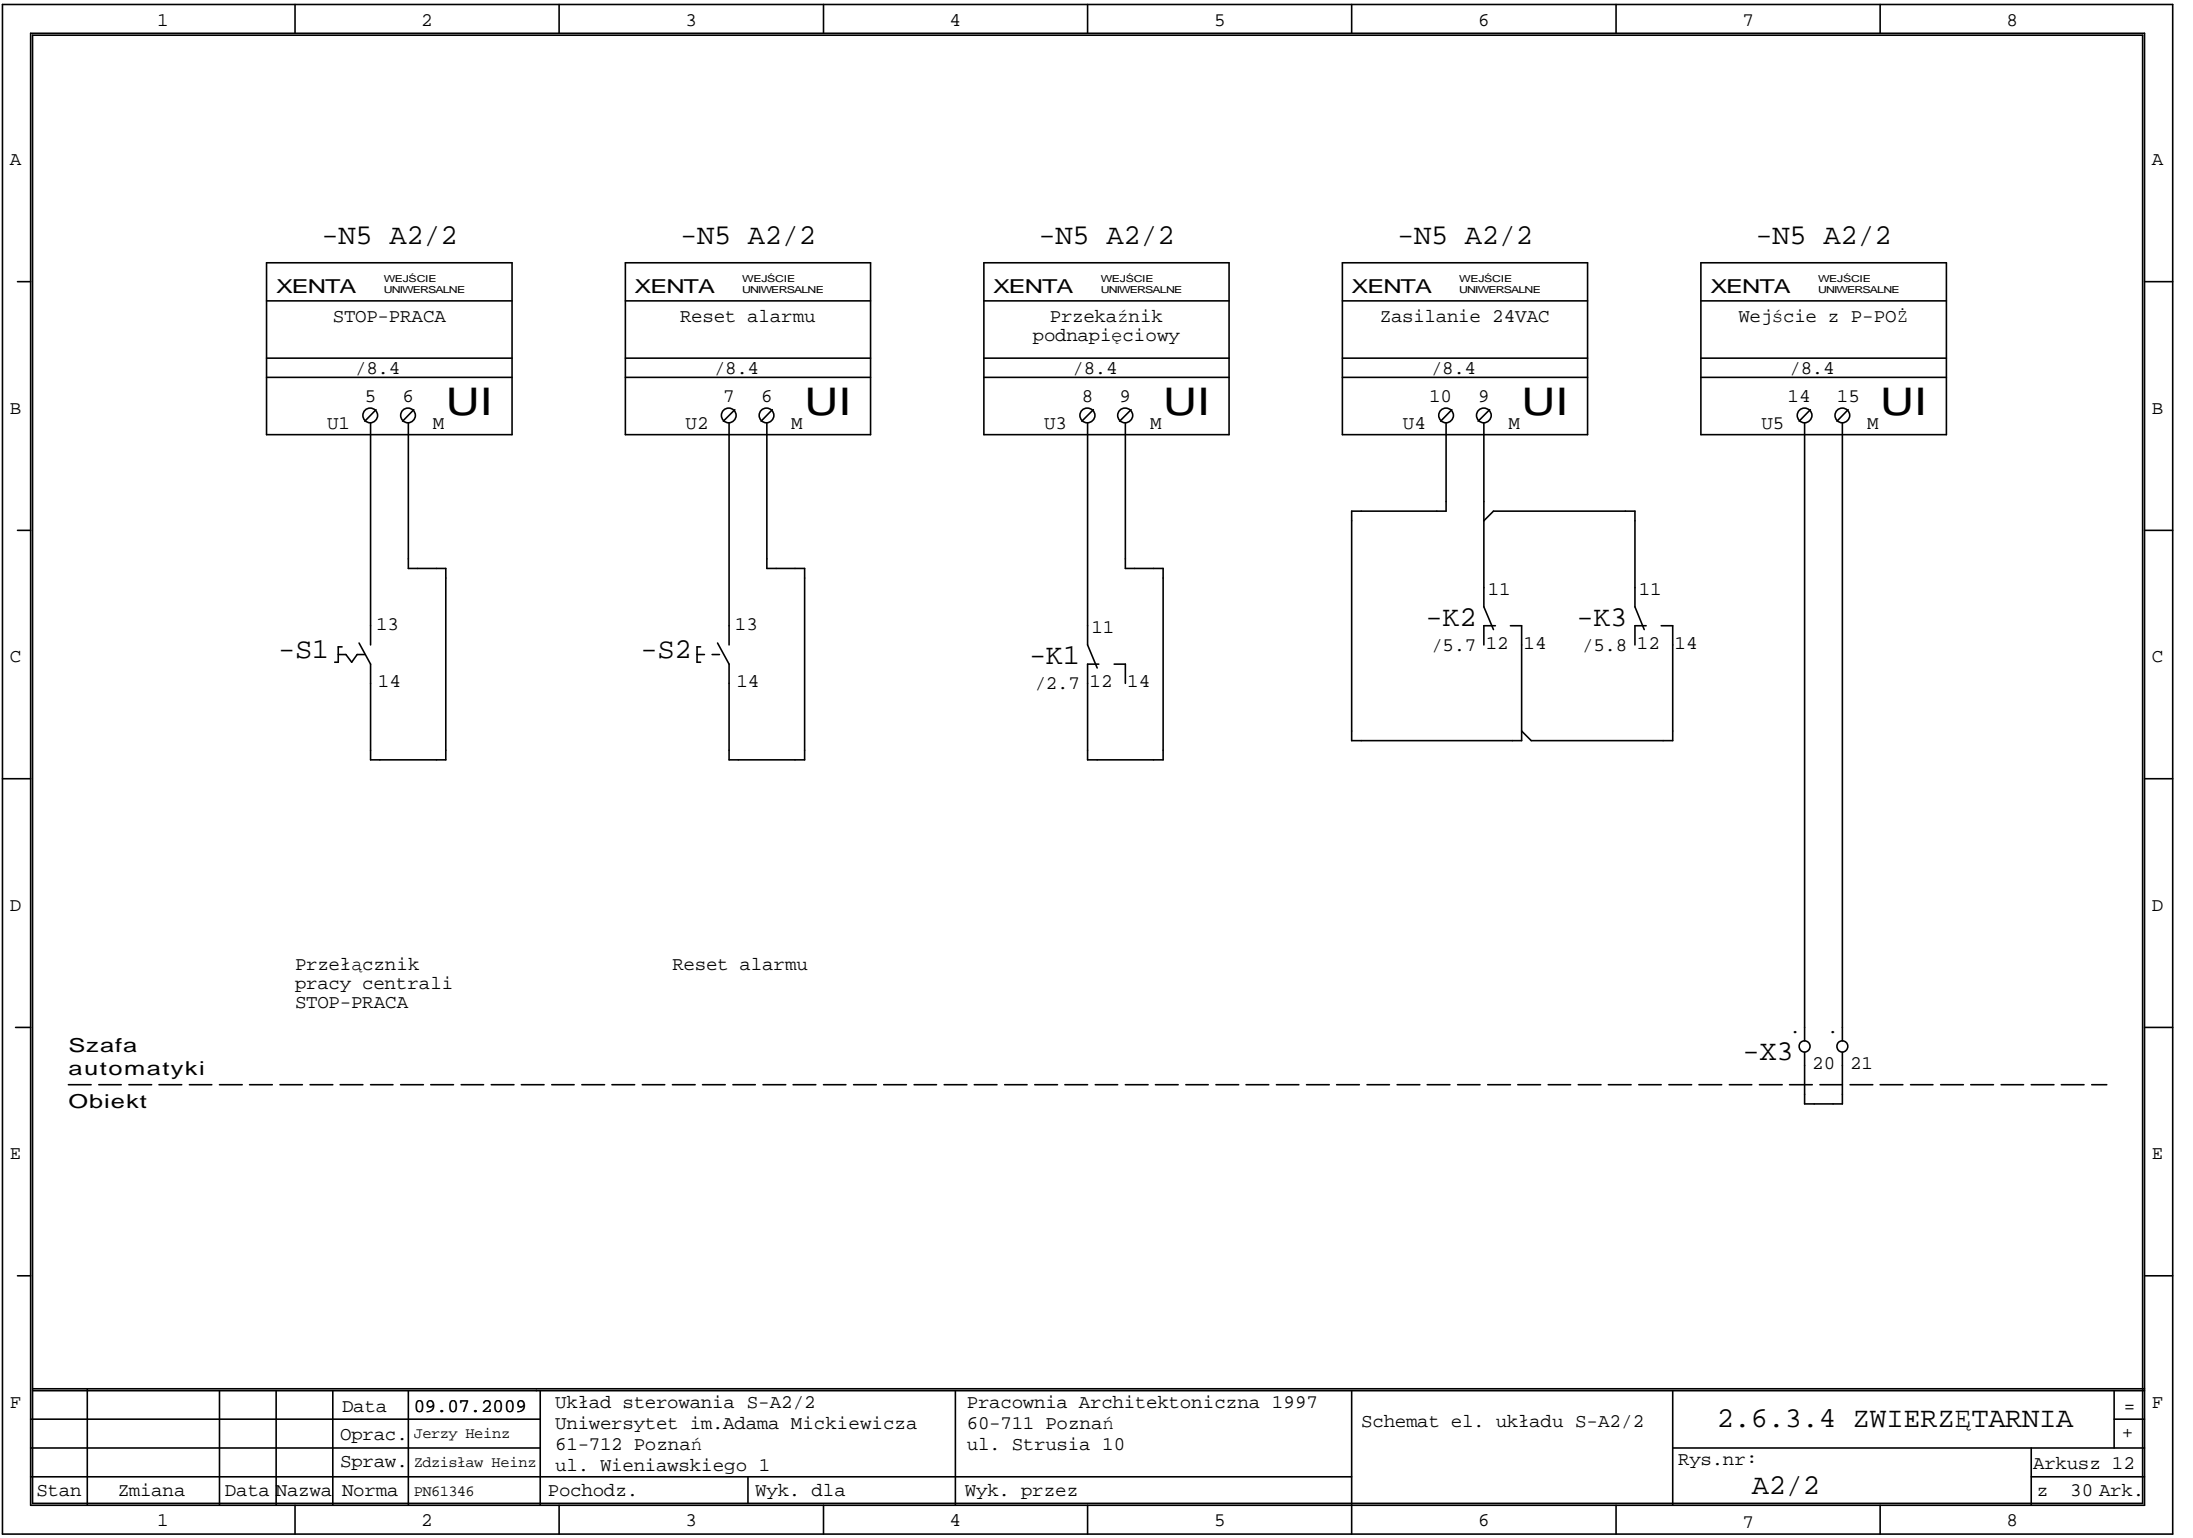 1 2 3 4 5 6 7 8
A A
-N5 A2/2 -N5 A2/2 -N5 A2/2 -N5 A2/2 -N5 A2/2
XENTA WEJŚCIE UNIWERSALNE
STOP-PRACA
/8.4
5 6
U1 M UI
XENTA WEJŚCIE UNIWERSALNE
Reset alarmu
/8.4
7 6
U2 M UI
XENTA WEJŚCIE UNIWERSALNE
Przekaźnik
podnapięciowy
/8.4
8 9
U3 M UI
XENTA WEJŚCIE UNIWERSALNE
Zasilanie 24VAC
/8.4
10 9
U4 M UI
XENTA WEJŚCIE UNIWERSALNE
Wejście z P-POŻ
/8.4
14 15
U5 M UI
B B
13
-S1
14
13
-S2
14
11
-K1
/2.7 12 14
11
-K2
/5.7 12 14
11
-K3
/5.8 12 14
C C
D D
Przełącznik
pracy centrali
STOP-PRACA
Reset alarmu
Szafa
automatyki
Obiekt
-X3 20 21
E E
F F
Data 09.07.2009
Oprac. Jerzy Heinz
Spraw. Zdzisław Heinz
Stan Zmiana Data Nazwa Norma PN61346
Układ sterowania S-A2/2
Uniwersytet im.Adama Mickiewicza
61-712 Poznań
ul. Wieniawskiego 1
Pochodz. Wyk. dla
Pracownia Architektoniczna 1997
60-711 Poznań
ul. Strusia 10
Wyk. przez
Schemat el. układu S-A2/2
2.6.3.4 ZWIERZĘTARNIA
=
+
Rys.nr:
A2/2
Arkusz 12
z 30 Ark.
1 2 3 4 5 6 7 8